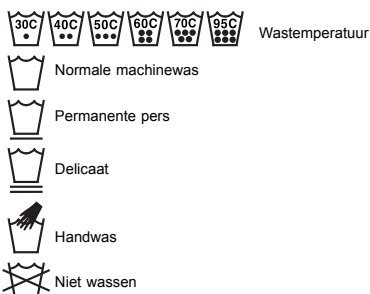 30C 40C 50C 60C 70C 95C Wastemperatuur
Normale machinewas
Permanente pers
Delicaat
Handwas
Niet wassen